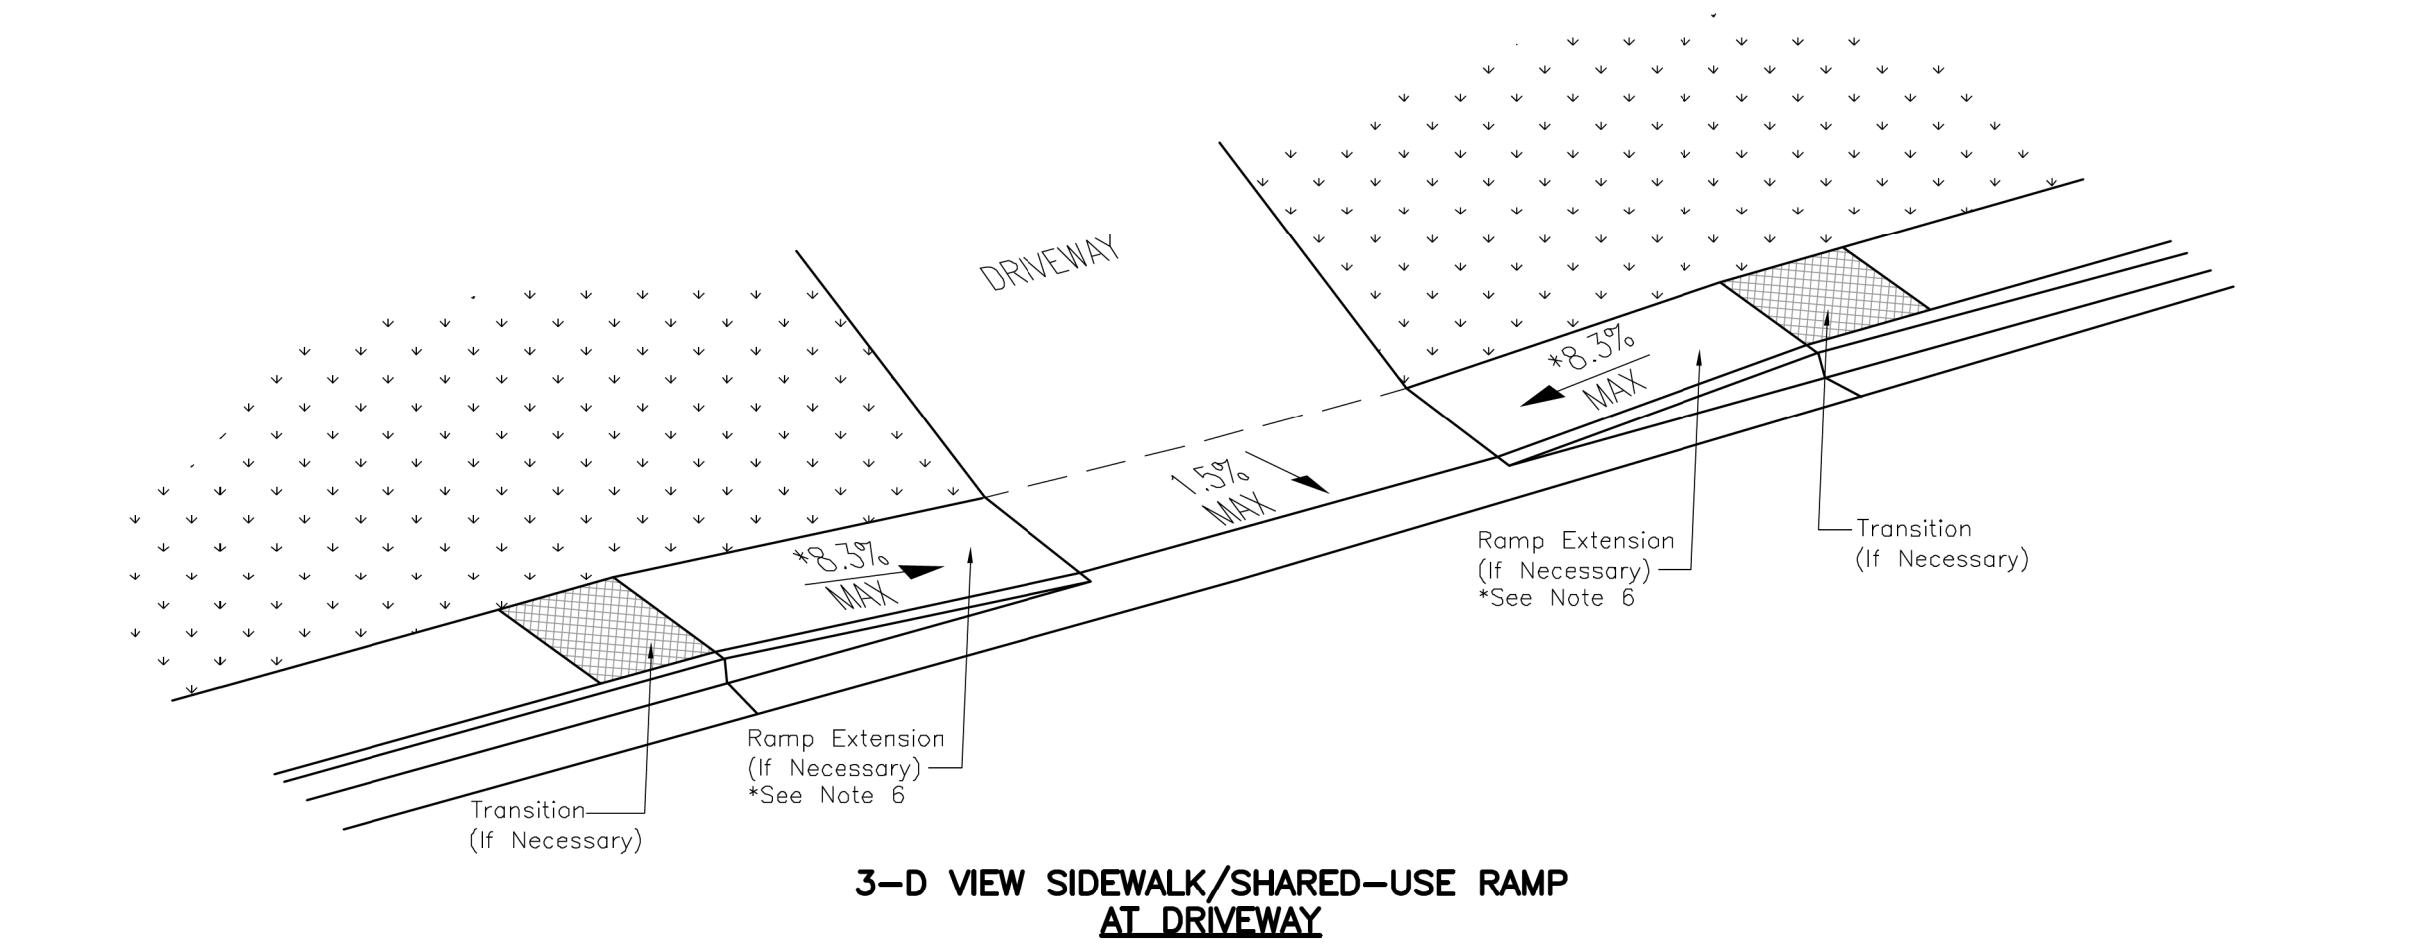 DRIVEWAY
*8.3%
MAX
1.5%
MAX
*8.3%
MAX
Ramp Extension
(If Necessary)
*See Note 6
Transition
(If Necessary)
Ramp Extension
(If Necessary)
*See Note 6
Transition
(If Necessary)
3-D VIEW SIDEWALK/SHARED-USE RAMP
AT DRIVEWAY